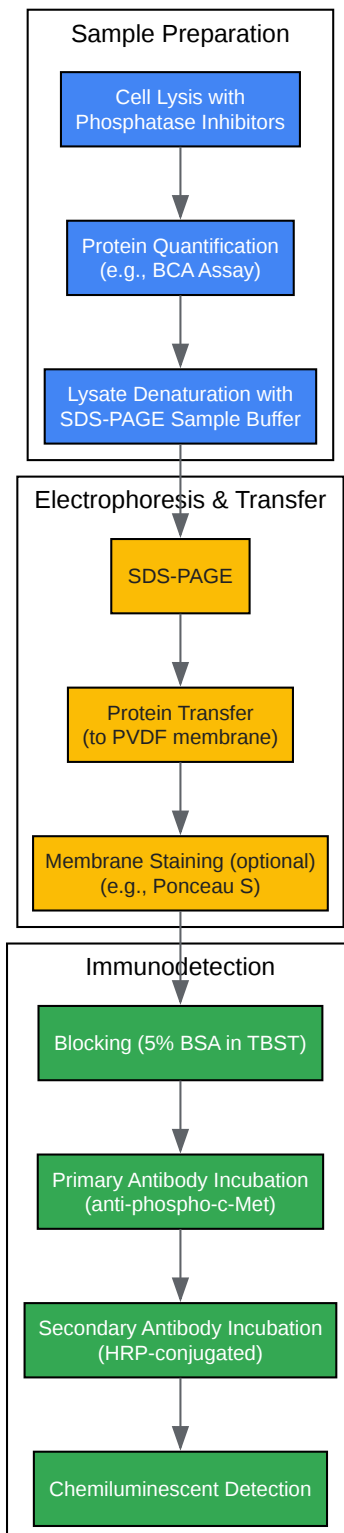 Sample Preparation
Cell Lysis with
Phosphatase Inhibitors
Protein Quantification
(e.g., BCA Assay)
Lysate Denaturation with
SDS-PAGE Sample Buffer
Electrophoresis & Transfer
SDS-PAGE
Protein Transfer
(to PVDF membrane)
Membrane Staining (optional)
(e.g., Ponceau S)
Immunodetection
Blocking (5% BSA in TBST)
Primary Antibody Incubation
(anti-phospho-c-Met)
Secondary Antibody Incubation
(HRP-conjugated)
Chemiluminescent Detection